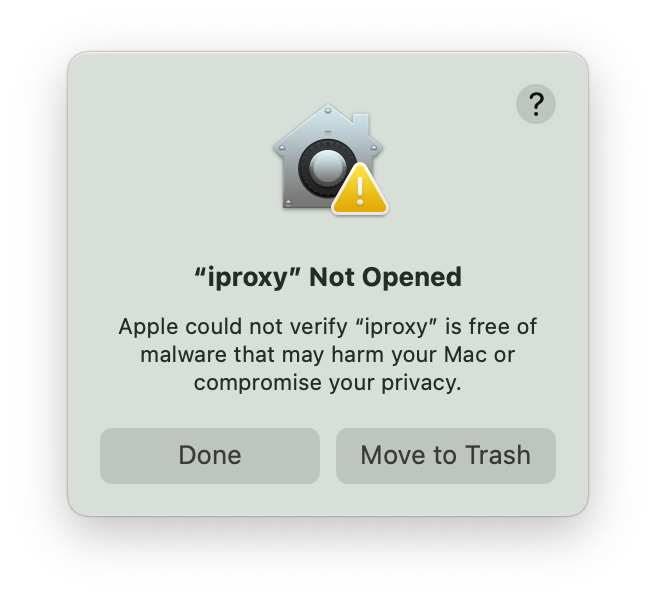 ?
“iproxy” Not Opened
Apple could not verify “iproxy” is free of
malware that may harm your Mac or
compromise your privacy.
Done
Move to Trash